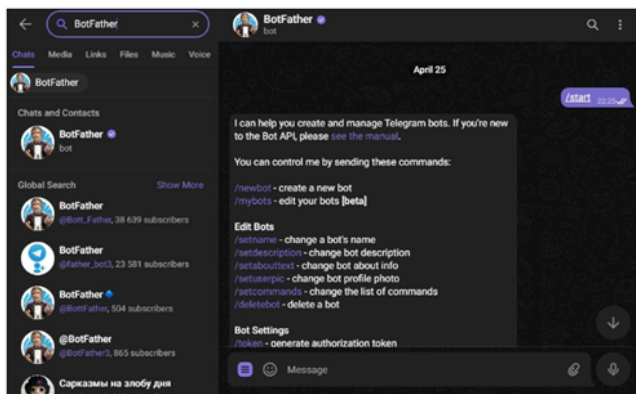 BotFather
Chats Media Links Files Music Voice
BotFather
Chats and Contacts
BotFather
bot
Global Search Show More
BotFather
@Bott_Father, 38 639 subscribers
BotFather
@father_bot3, 23 581 subscribers
BotFather
@BottFather, 504 subscribers
@BotFather
@BotFather2, 865 subscribers
Сарказмы на злобу дня
BotFather
bot
April 25
/start 22:25
I can help you create and manage Telegram bots. If you're new
to the Bot API, please see the manual.
You can control me by sending these commands:
/newbot - create a new bot
/mybots - edit your bots [beta]
Edit Bots
/setname - change a bot's name
/setdescription - change bot description
/setabouttext - change bot about info
/setuserpic - change bot profile photo
/setcommands - change the list of commands
/deletebot - delete a bot
Bot Settings
/token - generate authorization token
Message